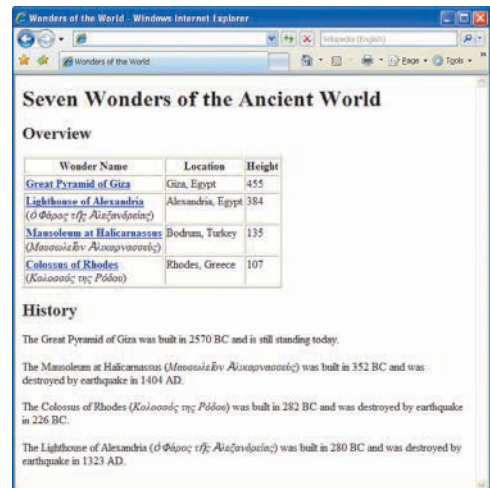 Wonders of the World - Windows Internet Explorer
Wikipedia (English)
Wonders of the World
Page
Tools
Seven Wonders of the Ancient World
Overview
Wonder Name Location Height
Great Pyramid of Giza Giza, Egypt 455
Lighthouse of Alexandria Alexandria, Egypt 384
(ὁ Φάρος τῆς Ἀλεξανδρείας)
Mausoleum at Halicarnassus Bodrum, Turkey 135
(Μαυσωλεῖον Ἁλικαρνασσεύς)
Colossus of Rhodes Rhodes, Greece 107
(Κολοσσός της Ρόδου)
History
The Great Pyramid of Giza was built in 2570 BC and is still standing today.
The Mausoleum at Halicarnassus (Μαυσωλεῖον Ἁλικαρνασσεύς) was built in 352 BC and was
destroyed by earthquake in 1404 AD.
The Colossus of Rhodes (Κολοσσός της Ρόδου) was built in 282 BC and was destroyed by earthquake
in 226 BC.
The Lighthouse of Alexandria (ὁ Φάρος τῆς Ἀλεξανδρείας) was built in 280 BC and was destroyed by
earthquake in 1323 AD.